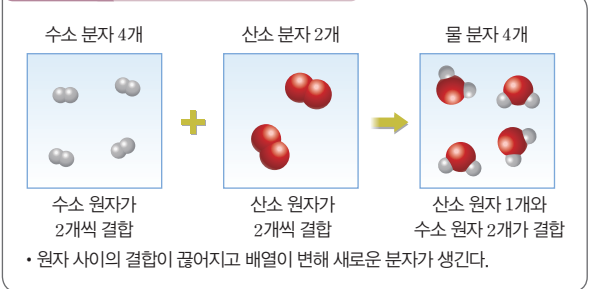 수소 분자 4개
산소 분자 2개
물 분자 4개
수소 원자가
2개씩 결합
산소 원자가
2개씩 결합
산소 원자 1개와
수소 원자 2개가 결합
• 원자 사이의 결합이 끊어지고 배열이 변해 새로운 분자가 생긴다.